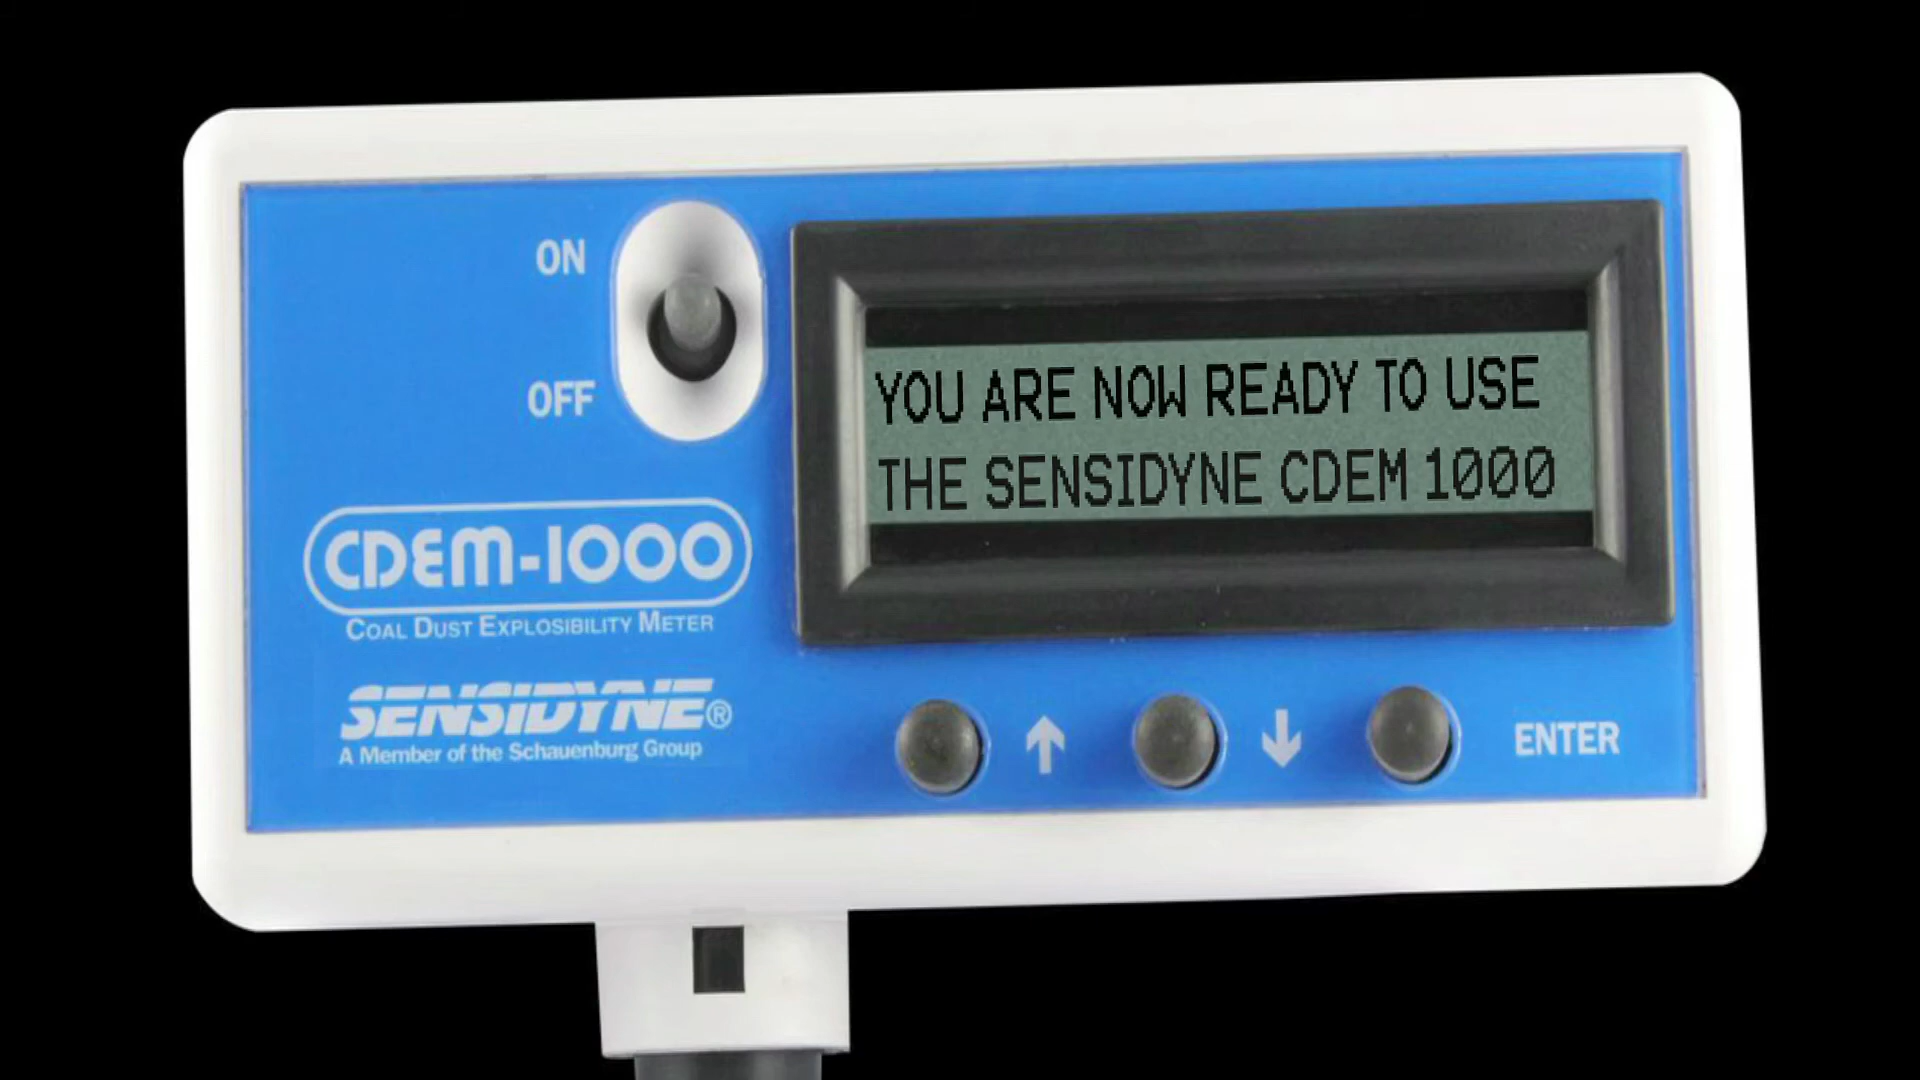 ON
OFF
YOU ARE NOW READY TO USE
THE SENSIDYNE CDEM 1000
CDEM-1000
COAL DUST EXPLOSIBILITY METER
SENSIDYNE®
A Member of the Schauenburg Group
↑ ↓ ENTER